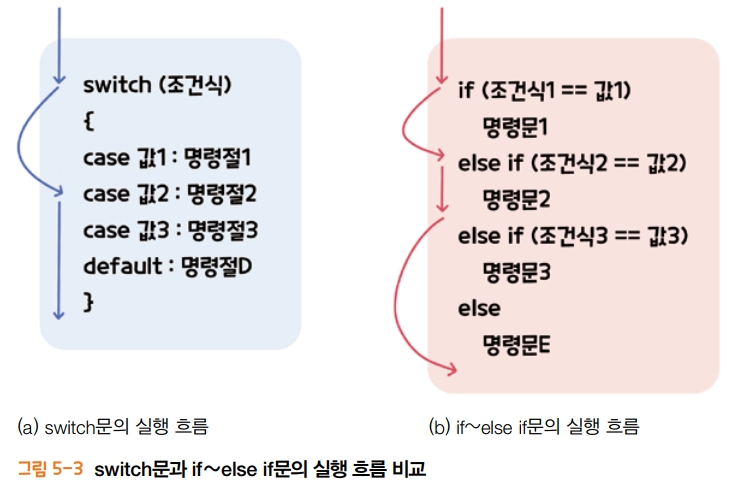 switch (조건식)
{
case 값1 : 명령절1
case 값2 : 명령절2
case 값3 : 명령절3
default : 명령절D
}
if (조건식1 == 값1)
명령문1
else if (조건식2 == 값2)
명령문2
else if (조건식3 == 값3)
명령문3
else
명령문E
(a) switch문의 실행 흐름
(b) if~else if문의 실행 흐름
그림 5-3 switch문과 if~else if문의 실행 흐름 비교